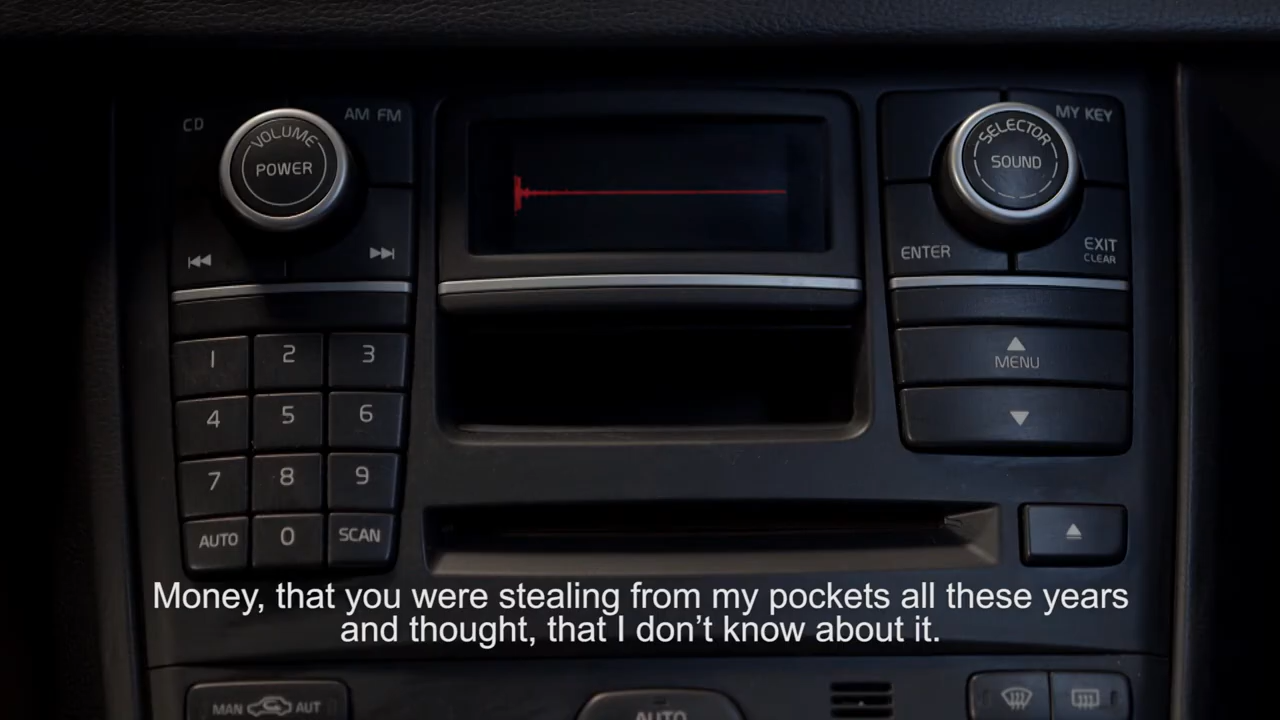 CD
AM FM
VOLUME
POWER
SELECTOR
SOUND
MY KEY
ENTER
EXIT
CLEAR
MENU
1 2 3
4 5 6
7 8 9
AUTO 0 SCAN
Money, that you were stealing from my pockets all these years
and thought, that I don't know about it.
MAN AUT
AUTO